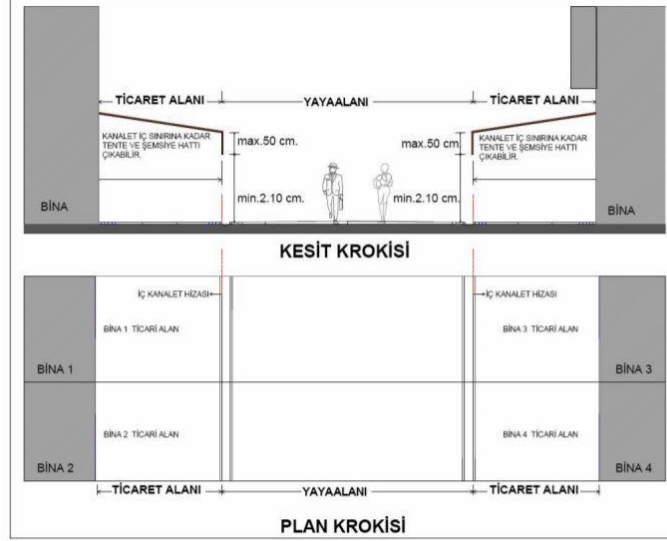 TİCARET ALANI
YAYAALANI
TİCARET ALANI
KANALET İÇ SINIRINA KADAR
TENTE VE ŞEMSİYE HATTI
ÇIKABİLİR.
max.50 cm.
max.50 cm.
KANALET İÇ SINIRINA KADAR
TENTE VE ŞEMSİYE HATTI
ÇIKABİLİR.
min.2.10 cm.
min.2.10 cm.
BİNA
BİNA
KESİT KROKİSİ
İÇ KANALET HİZASI
İÇ KANALET HİZASI
BİNA 1 TİCARİ ALAN
BİNA 3 TİCARİ ALAN
BİNA 1
BİNA 3
BİNA 2 TİCARİ ALAN
BİNA 4 TİCARİ ALAN
BİNA 2
BİNA 4
TİCARET ALANI
YAYAALANI
TİCARET ALANI
PLAN KROKİSİ